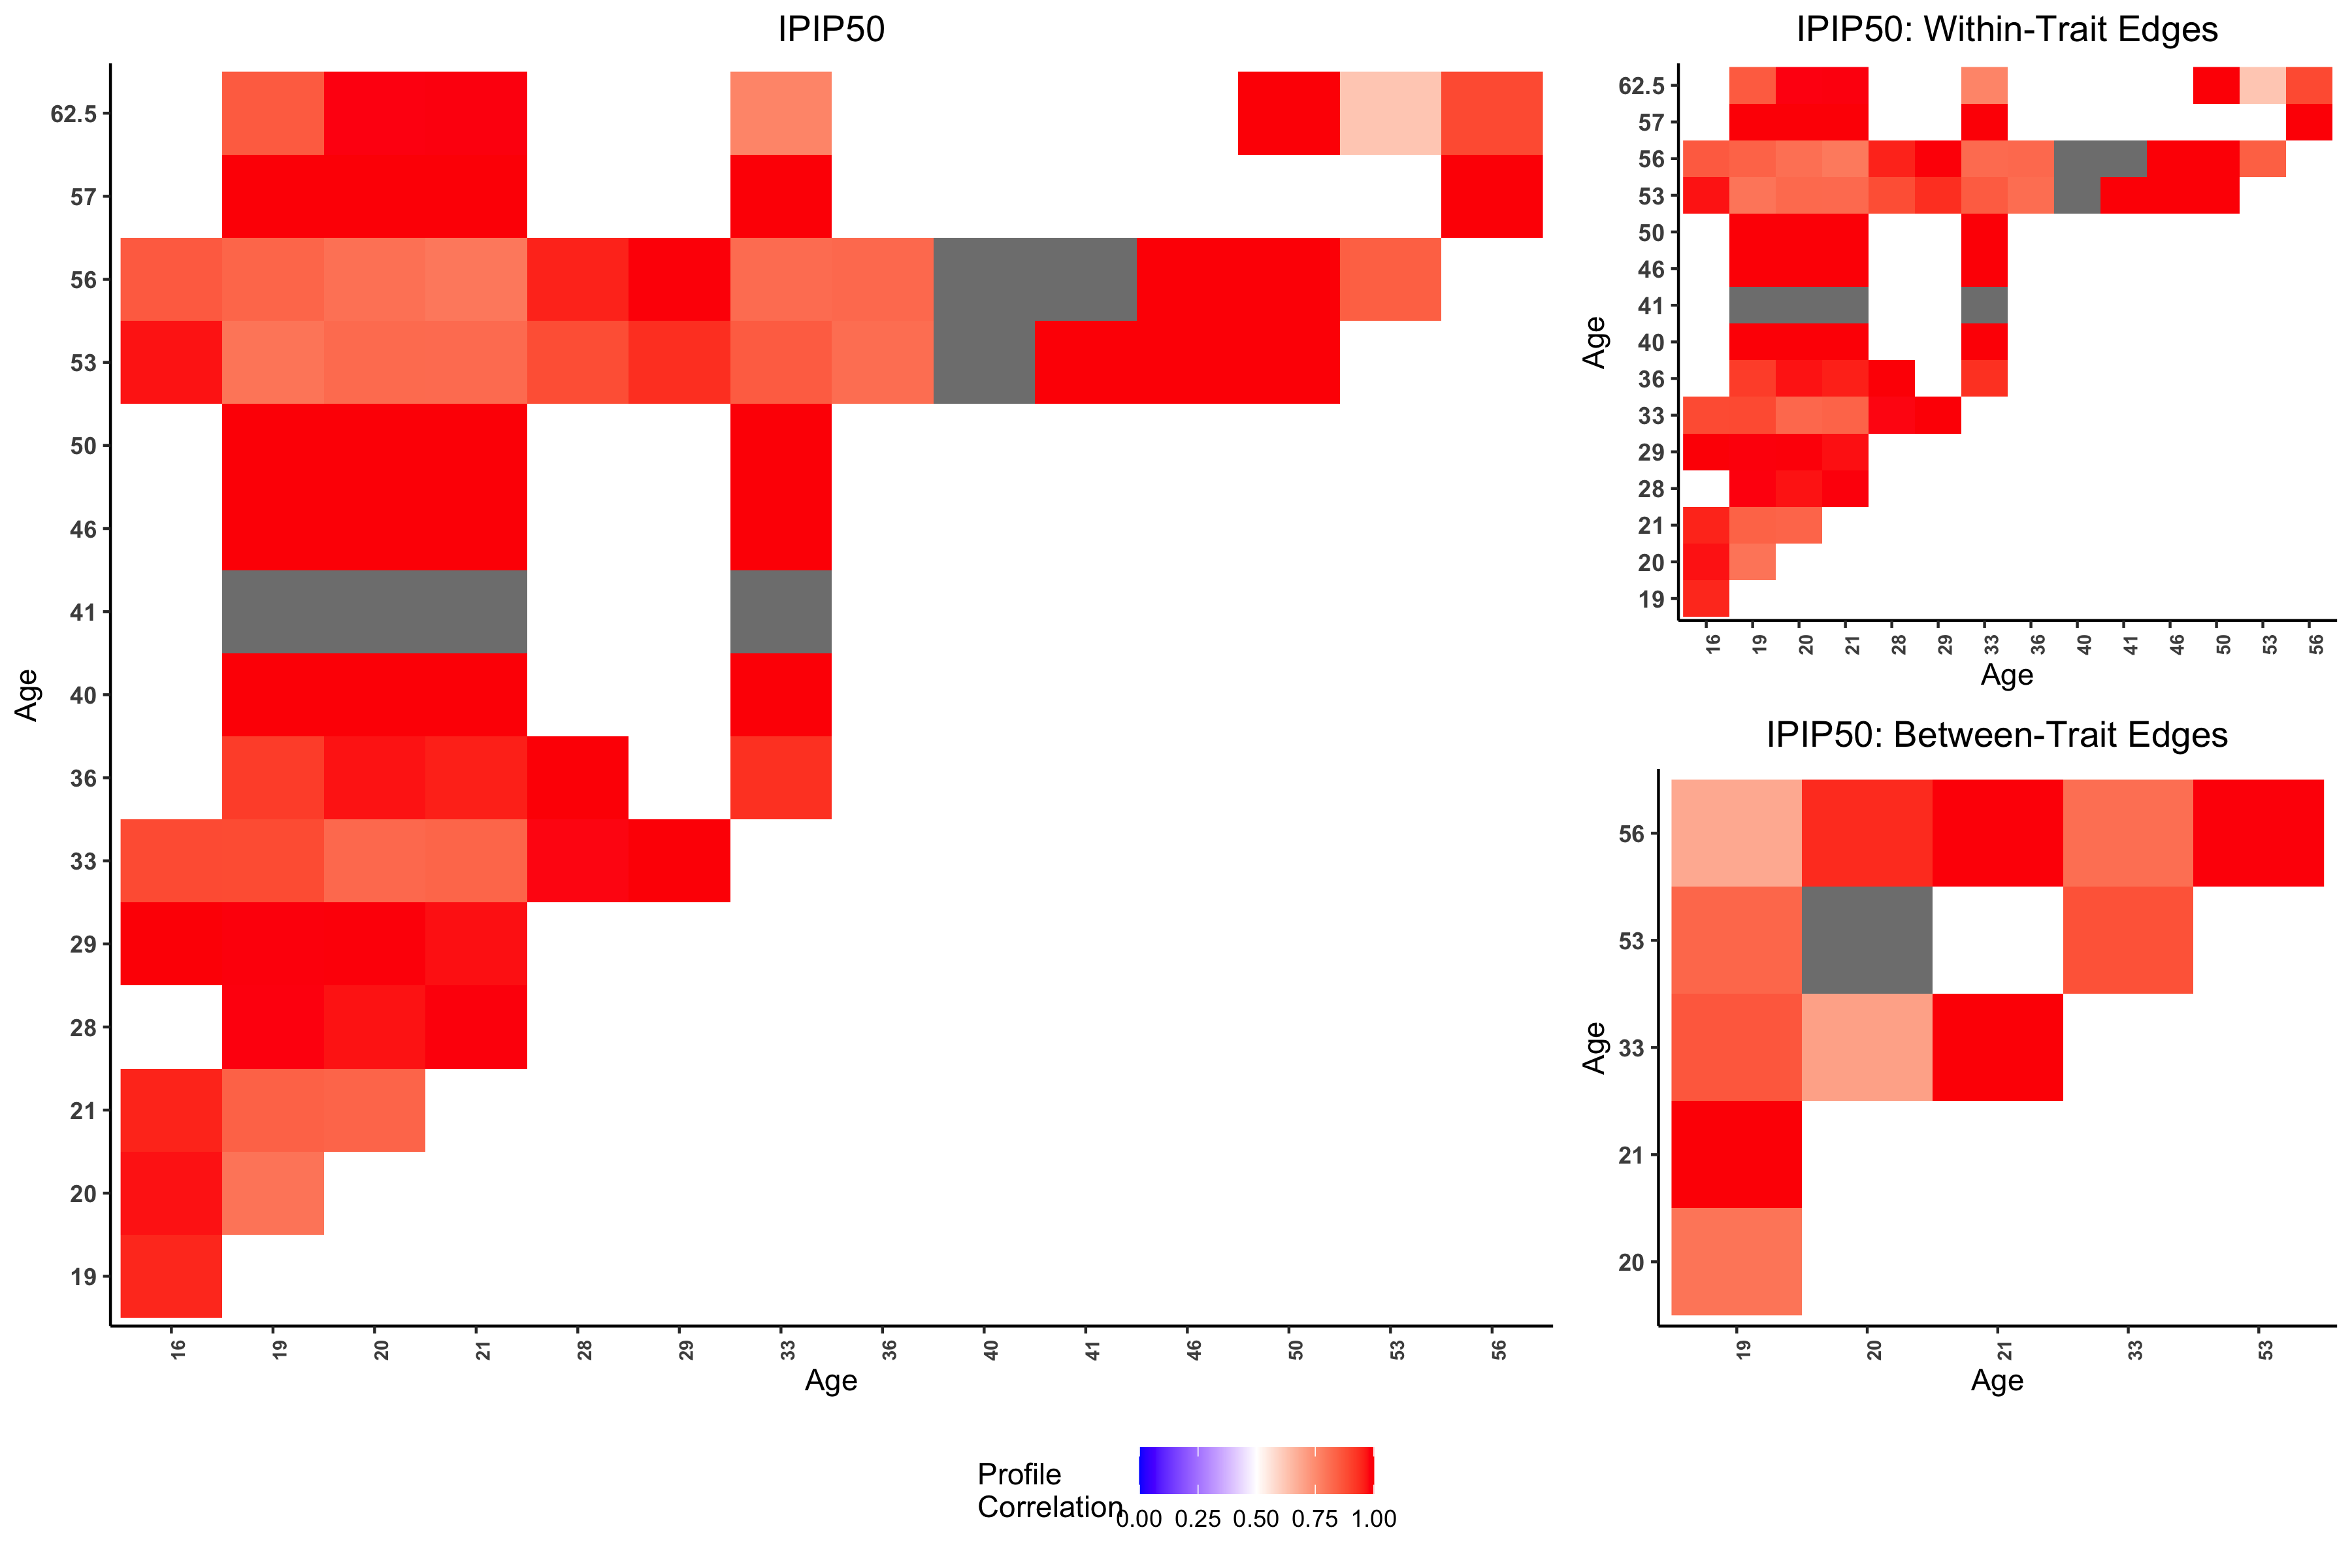 IPIP50
62.5
57
56
53
50
46
41
40
36
33
29
28
21
20
19
Age
16 19 20 21 28 29 33 36 40 41 46 50 53 56
Age
IPIP50: Within-Trait Edges
62.5
57
56
53
50
46
41
40
36
33
29
28
21
20
19
Age
16 19 20 21 28 29 33 36 40 41 46 50 53 56
Age
IPIP50: Between-Trait Edges
56
53
33
21
20
Age
19 20 21 33 53
Age
Profile
Correlation
0.00 0.25 0.50 0.75 1.00